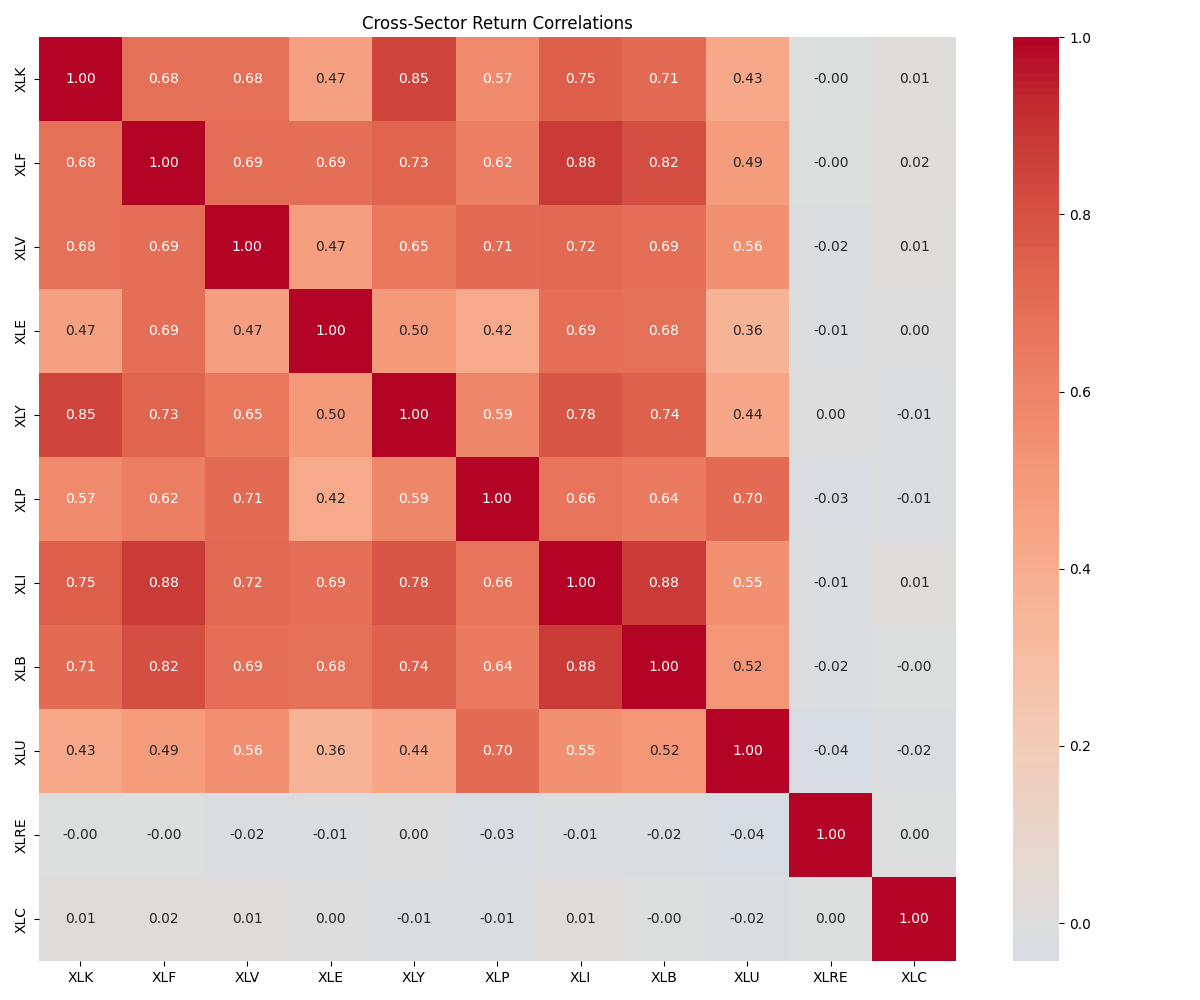 Cross-Sector Return Correlations
XLK 1.00 0.68 0.68 0.47 0.85 0.57 0.75 0.71 0.43 -0.00 0.01
XLF 0.68 1.00 0.69 0.69 0.73 0.62 0.88 0.82 0.49 -0.00 0.02
XLV 0.68 0.69 1.00 0.47 0.65 0.71 0.72 0.69 0.56 -0.02 0.01
XLE 0.47 0.69 0.47 1.00 0.50 0.42 0.69 0.68 0.36 -0.01 0.00
XLY 0.85 0.73 0.65 0.50 1.00 0.59 0.78 0.74 0.44 0.00 -0.01
XLP 0.57 0.62 0.71 0.42 0.59 1.00 0.66 0.64 0.70 -0.03 -0.01
XLI 0.75 0.88 0.72 0.69 0.78 0.66 1.00 0.88 0.55 -0.01 0.01
XLB 0.71 0.82 0.69 0.68 0.74 0.64 0.88 1.00 0.52 -0.02 -0.00
XLU 0.43 0.49 0.56 0.36 0.44 0.70 0.55 0.52 1.00 -0.04 -0.02
XLRE -0.00 -0.00 -0.02 -0.01 0.00 -0.03 -0.01 -0.02 -0.04 1.00 0.00
XLC 0.01 0.02 0.01 0.00 -0.01 -0.01 0.01 -0.00 -0.02 0.00 1.00
XLK XLF XLV XLE XLY XLP XLI XLB XLU XLRE XLC
1.0
0.8
0.6
0.4
0.2
0.0